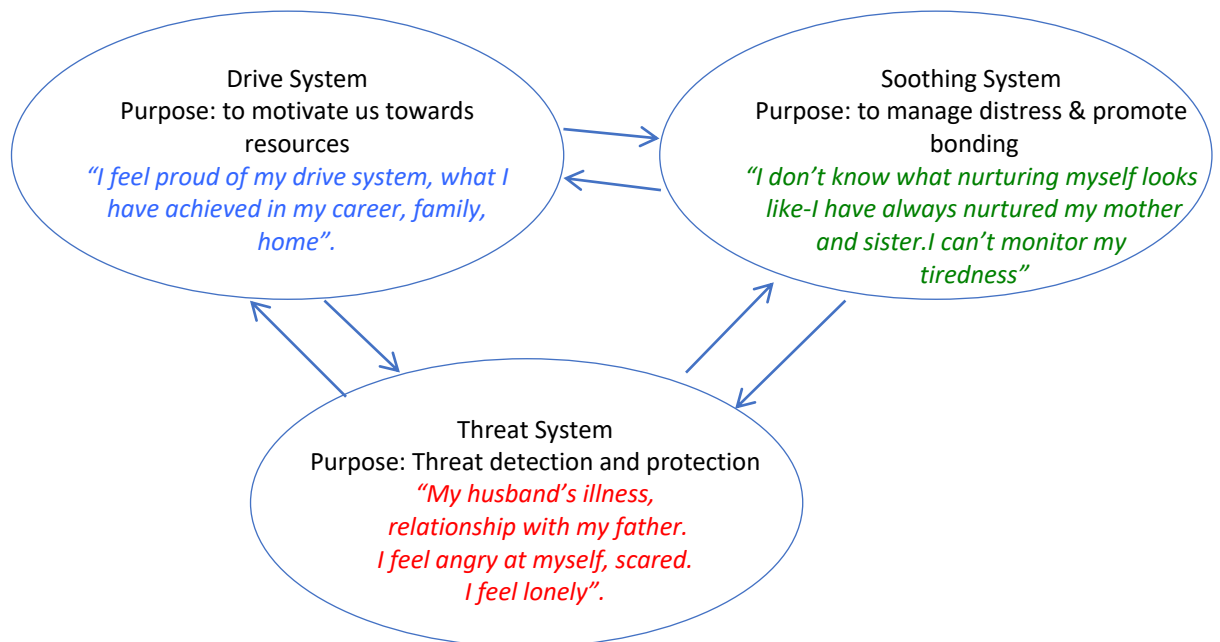 Drive System
Purpose: to motivate us towards
resources
“I feel proud of my drive system, what I
have achieved in my career, family,
home”.
Soothing System
Purpose: to manage distress & promote
bonding
“I don’t know what nurturing myself looks
like-I have always nurtured my mother
and sister.I can’t monitor my
tiredness”
Threat System
Purpose: Threat detection and protection
“My husband’s illness,
relationship with my father.
I feel angry at myself, scared.
I feel lonely”.